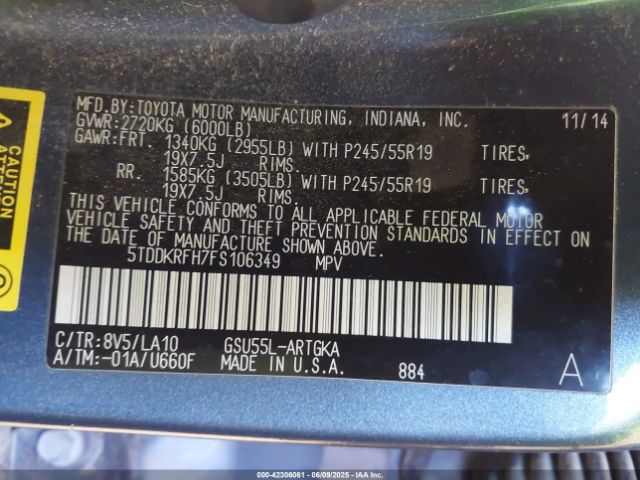 MFD.BY:TOYOTA MOTOR MANUFACTURING, INDIANA, INC. 11/14
GVWR:2720KG (6000LB)
GAWR:FRT. 1340KG (2955LB) WITH P245/55R19 TIRES,
19X7.5J RIMS.
RR. 1585KG (3505LB) WITH P245/55R19 TIRES,
19X7.5J RIMS.
THIS VEHICLE CONFORMS TO ALL APPLICABLE FEDERAL MOTOR
VEHICLE SAFETY AND THEFT PREVENTION STANDARDS IN EFFECT ON
THE DATE OF MANUFACTURE SHOWN ABOVE.
5TDDKRFH7FS106349 MPV
C/TR:8V5/LA10 GSU55L-ARTGKA
A/TM:-01A/U660F MADE IN U.S.A. 884 A
CAUTION
000-42306061 - 06/09/2025 - IAAI.COM